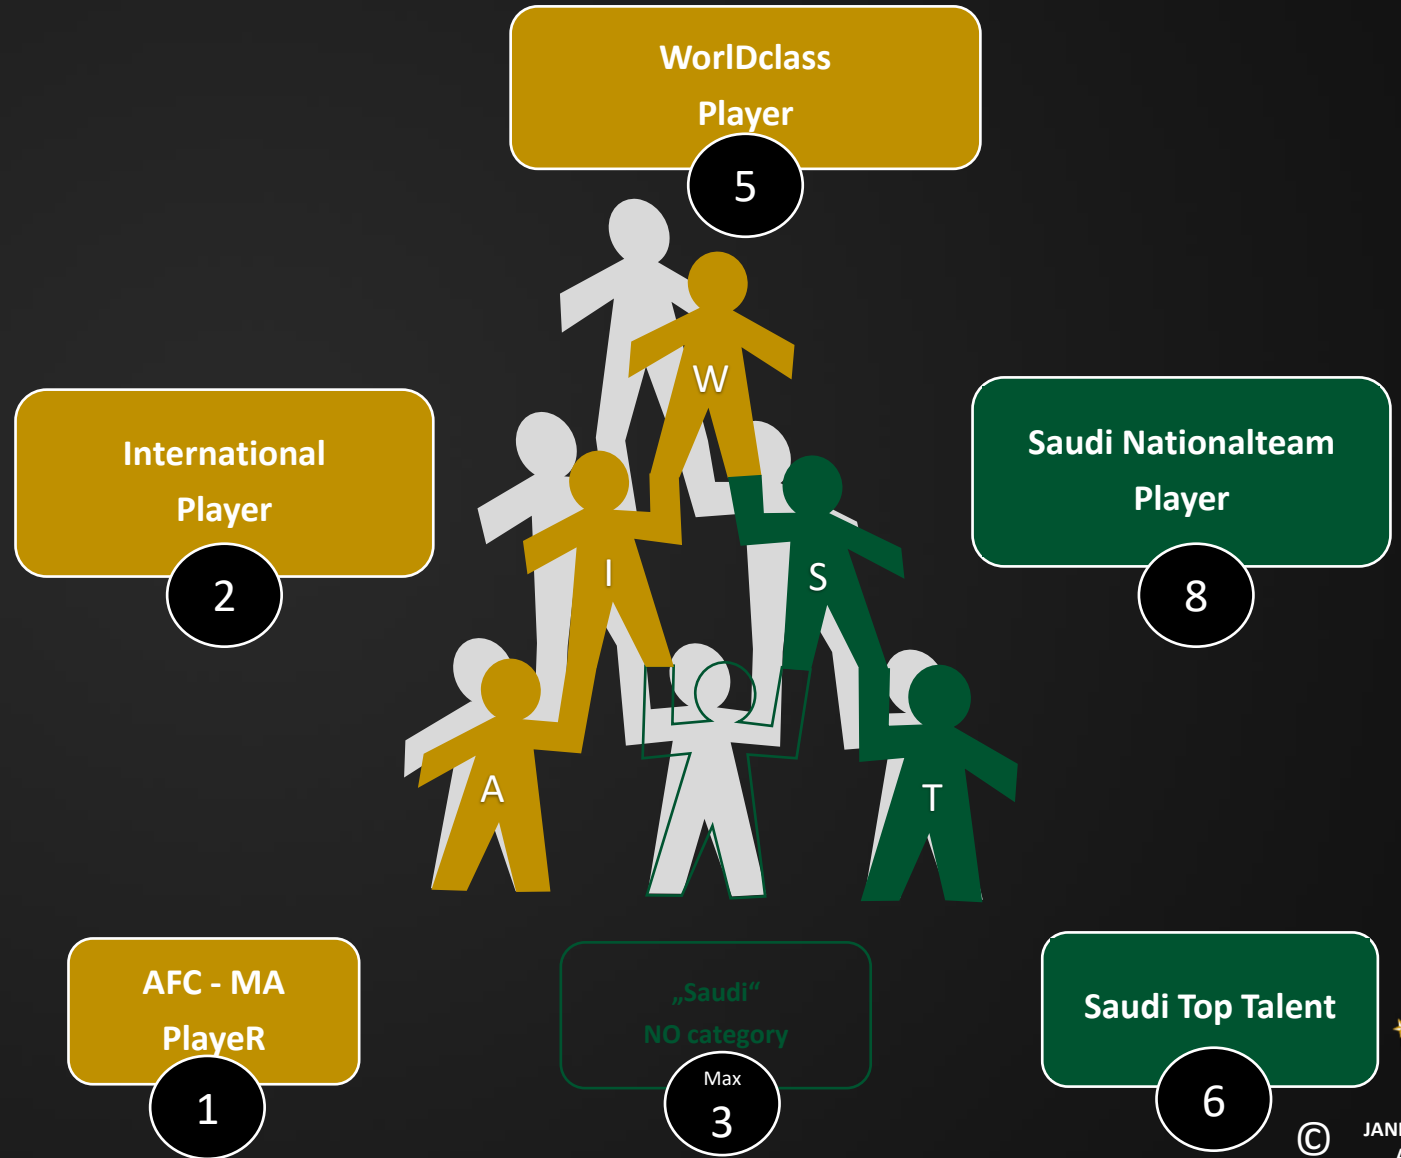 WorlDclass
Player
5
W
International
Player
2
Saudi Nationalteam
Player
8
I
S
A
T
AFC - MA
PlayeR
1
„Saudi“
NO category
Max
3
Saudi Top Talent
6
©